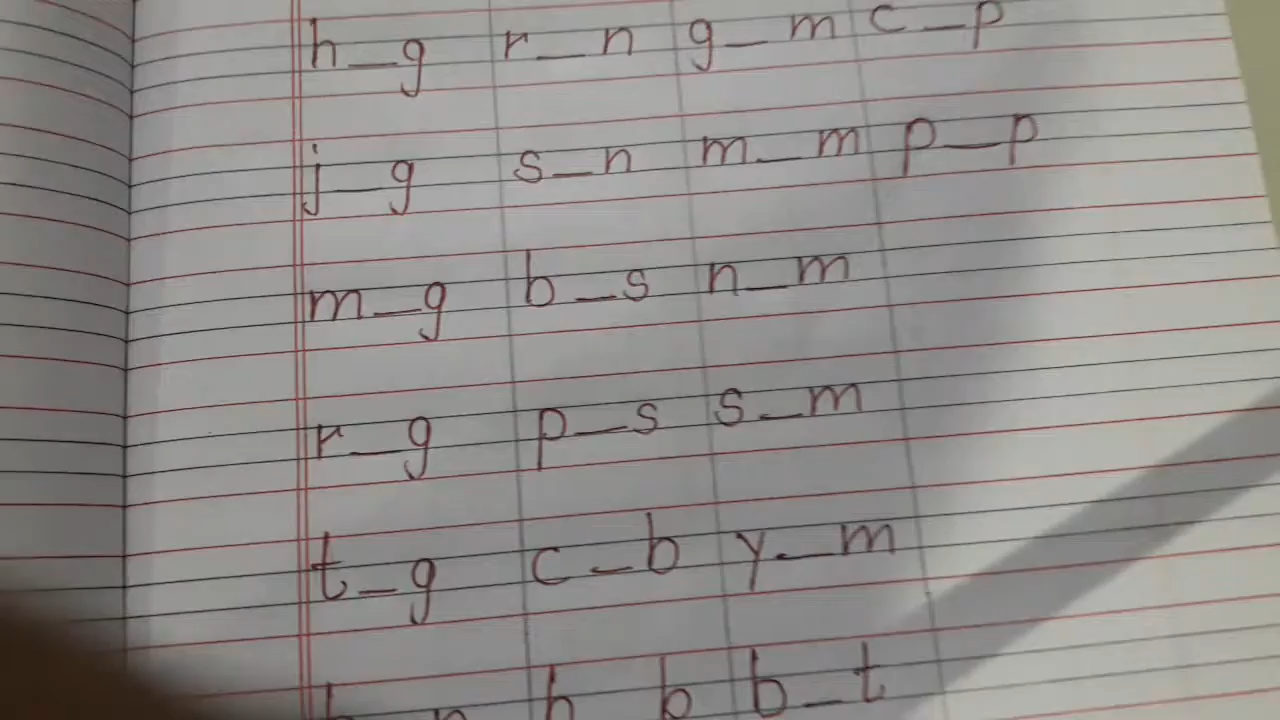 h_g r_n g_m c_p
j_g s_n m_m p_p
m_g b_s n_m
r_g p_s s_m
t_g c_b y_m
b_t